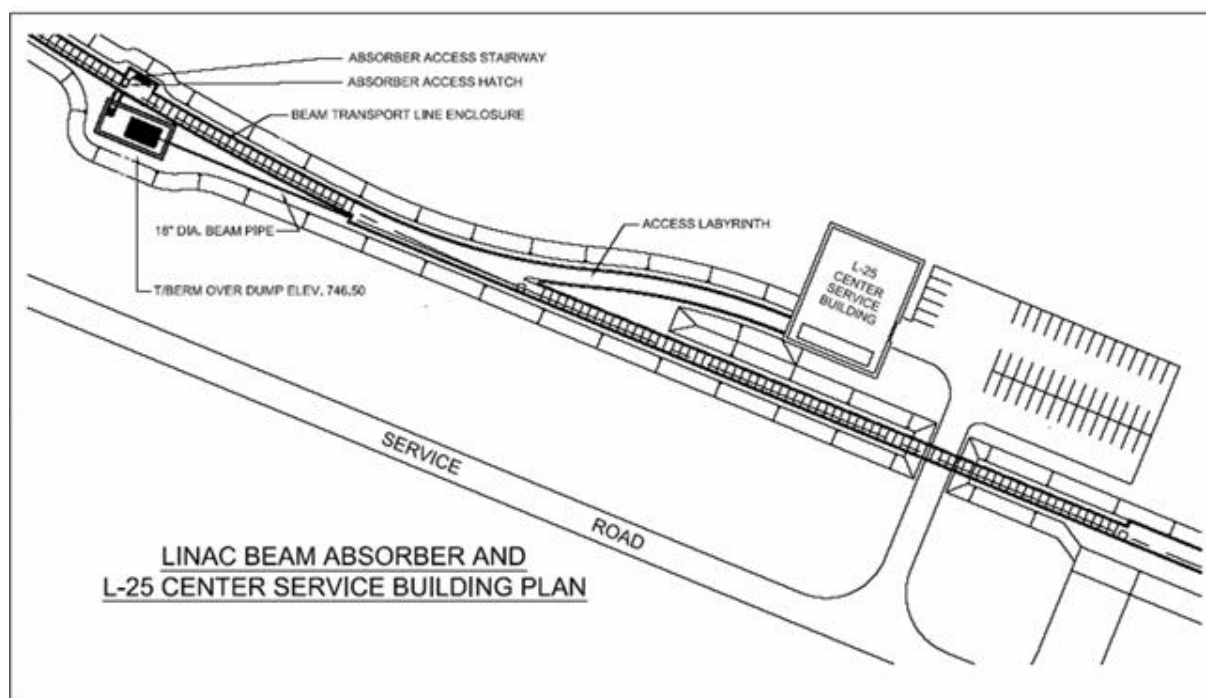 ABSORBER ACCESS STAIRWAY
ABSORBER ACCESS HATCH
BEAM TRANSPORT LINE ENCLOSURE
ACCESS LABYRINTH
L-25
CENTER
SERVICE
BUILDING
18" DIA. BEAM PIPE
T/BERM OVER DUMP ELEV. 746.50
SERVICE
ROAD
LINAC BEAM ABSORBER AND
L-25 CENTER SERVICE BUILDING PLAN